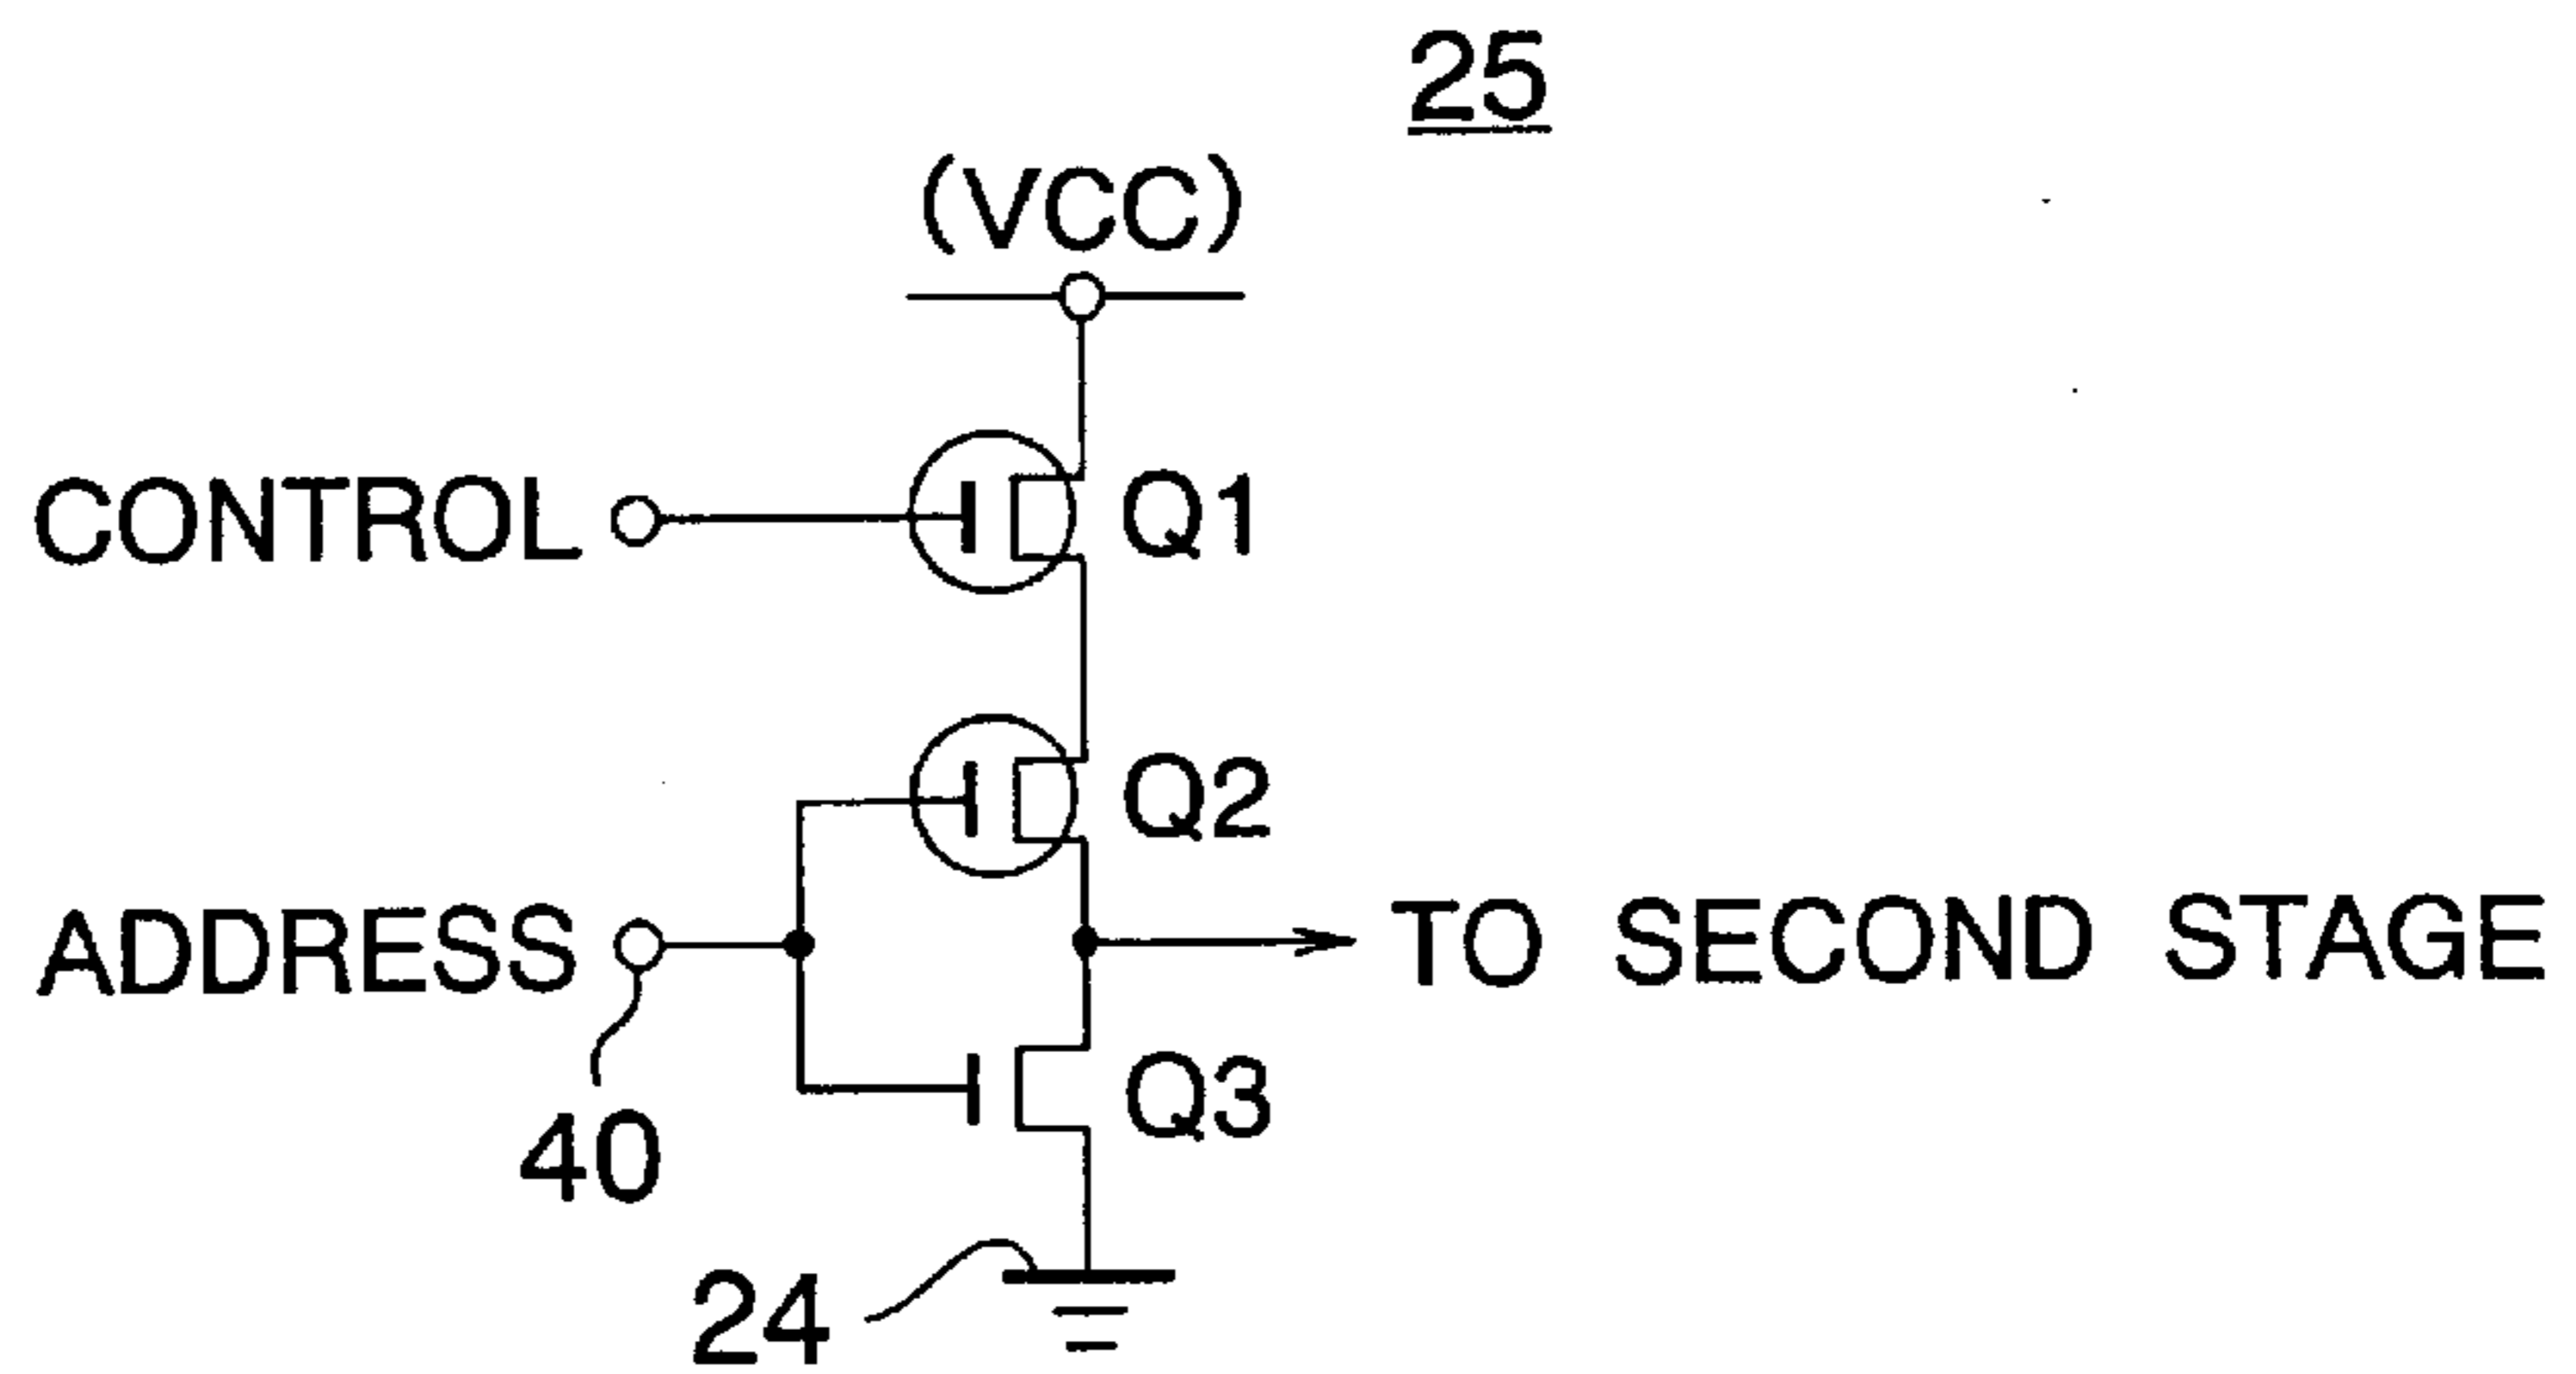 25
(VCC)
CONTROL
Q1
Q2
ADDRESS
TO SECOND STAGE
40
Q3
24